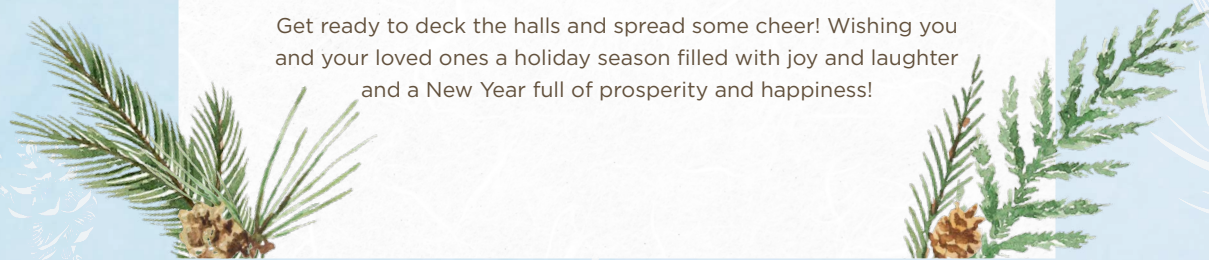 Get ready to deck the halls and spread some cheer! Wishing you
and your loved ones a holiday season filled with joy and laughter
and a New Year full of prosperity and happiness!